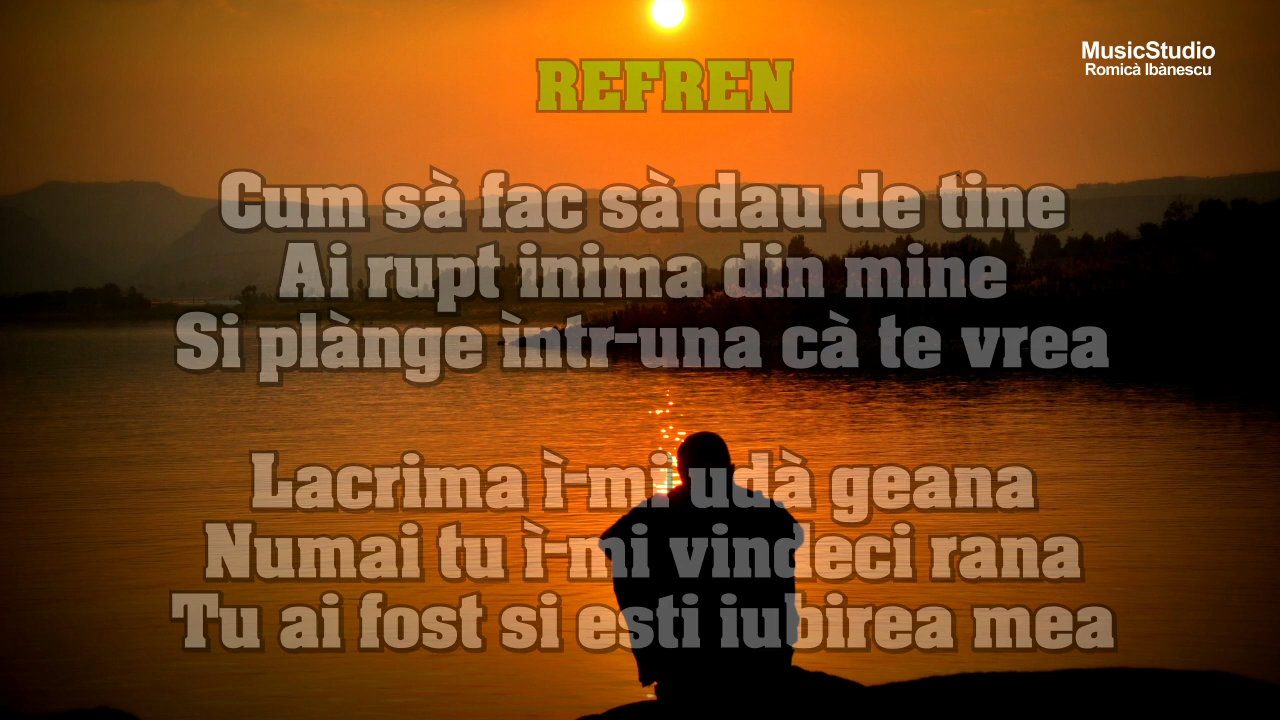 MusicStudio
Romicà Ibànescu
REFREN
Cum sà fac sà dau de tine
Ai rupt inima din mine
Si plànge ìntr-una cà te vrea
Lacrima ì-mi udà geana
Numai tu ì-mi vindeci rana
Tu ai fost si esti iubirea mea